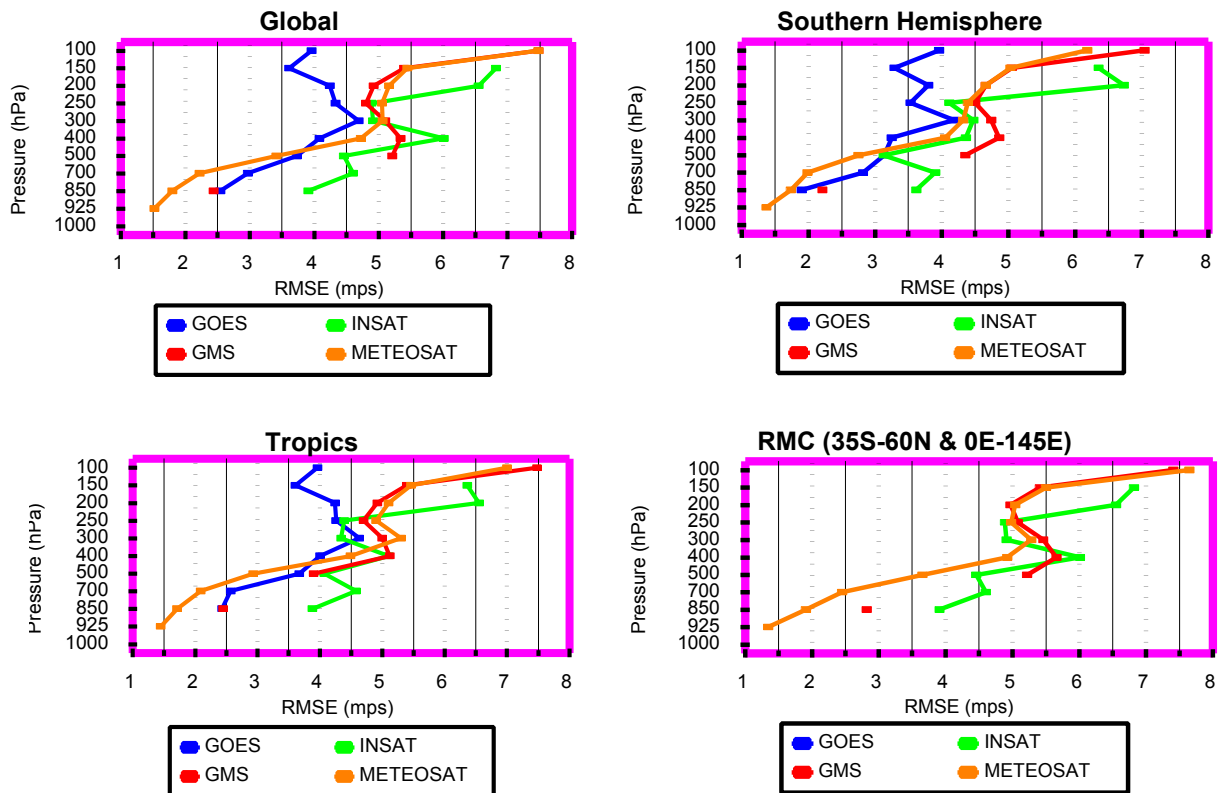 Global
Pressure (hPa)
100
150
200
250
300
400
500
700
850
925
1000
1 2 3 4 5 6 7 8
RMSE (mps)
GOES INSAT
GMS METEOSAT
Southern Hemisphere
Pressure (hPa)
100
150
200
250
300
400
500
700
850
925
1000
1 2 3 4 5 6 7 8
RMSE (mps)
GOES INSAT
GMS METEOSAT
Tropics
Pressure (hPa)
100
150
200
250
300
400
500
700
850
925
1000
1 2 3 4 5 6 7 8
RMSE (mps)
GOES INSAT
GMS METEOSAT
RMC (35S-60N & 0E-145E)
Pressure (hPa)
100
150
200
250
300
400
500
700
850
925
1000
1 2 3 4 5 6 7 8
RMSE (mps)
GOES INSAT
GMS METEOSAT